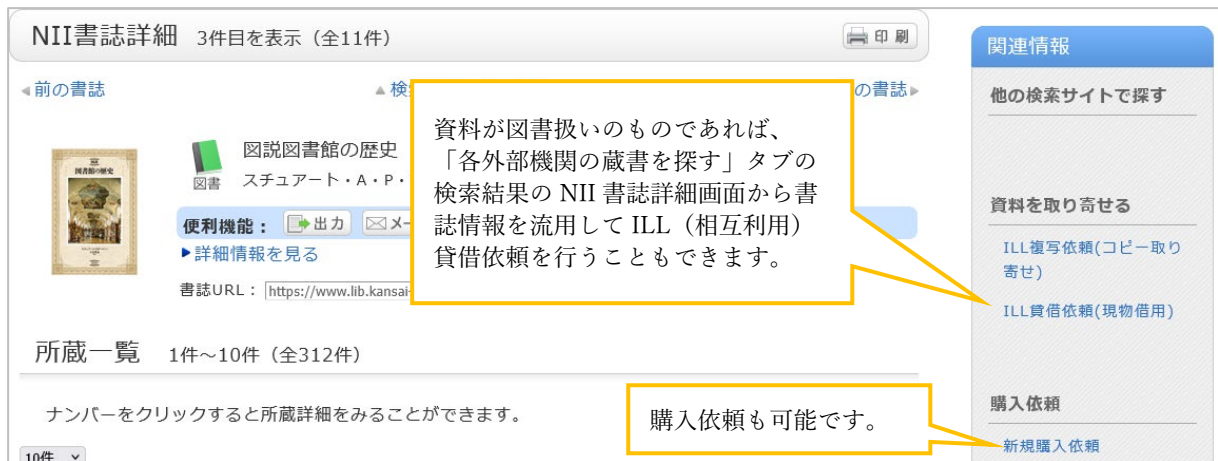 NII書誌詳細 3件目を表示（全11件）
印 刷
前の書誌
検
の書誌
図書
図説図書館の歴史
スチュアート・A・P・
便利機能：
出力
メー
詳細情報を見る
書誌URL： https://www.lib.kansai-
資料が図書扱いのものであれば、
「各外部機関の蔵書を探す」タブの
検索結果の NII 書誌詳細画面から書
誌情報を流用して ILL（相互利用）
貸借依頼を行うこともできます。
所蔵一覧 1件～10件（全312件）
ナンバーをクリックすると所蔵詳細をみることができます。
10件
購入依頼も可能です。
関連情報
他の検索サイトで探す
資料を取り寄せる
ILL複写依頼(コピー取り
寄せ)
ILL貸借依頼(現物借用)
購入依頼
新規購入依頼